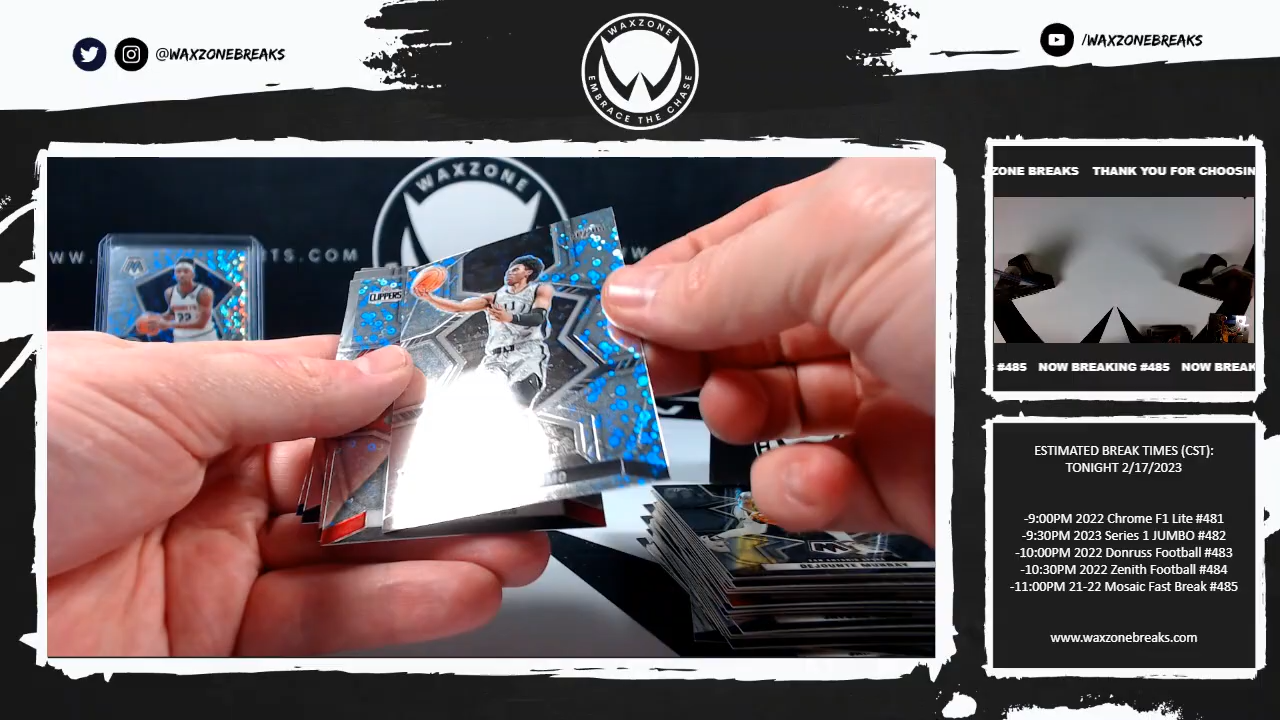 @WAXZONEBREAKS
WAXZONE
EMBRACE THE CHASE
/WAXZONEBREAKS
ZONE BREAKS THANK YOU FOR CHOOSIN
WAXZONE
CLIPPERS
11
22
DEJOUNTE MURRAY
#485 NOW BREAKING #485 NOW BREAK
ESTIMATED BREAK TIMES (CST):
TONIGHT 2/17/2023
-9:00PM 2022 Chrome F1 Lite #481
-9:30PM 2023 Series 1 JUMBO #482
-10:00PM 2022 Donruss Football #483
-10:30PM 2022 Zenith Football #484
-11:00PM 21-22 Mosaic Fast Break #485
www.waxzonebreaks.com